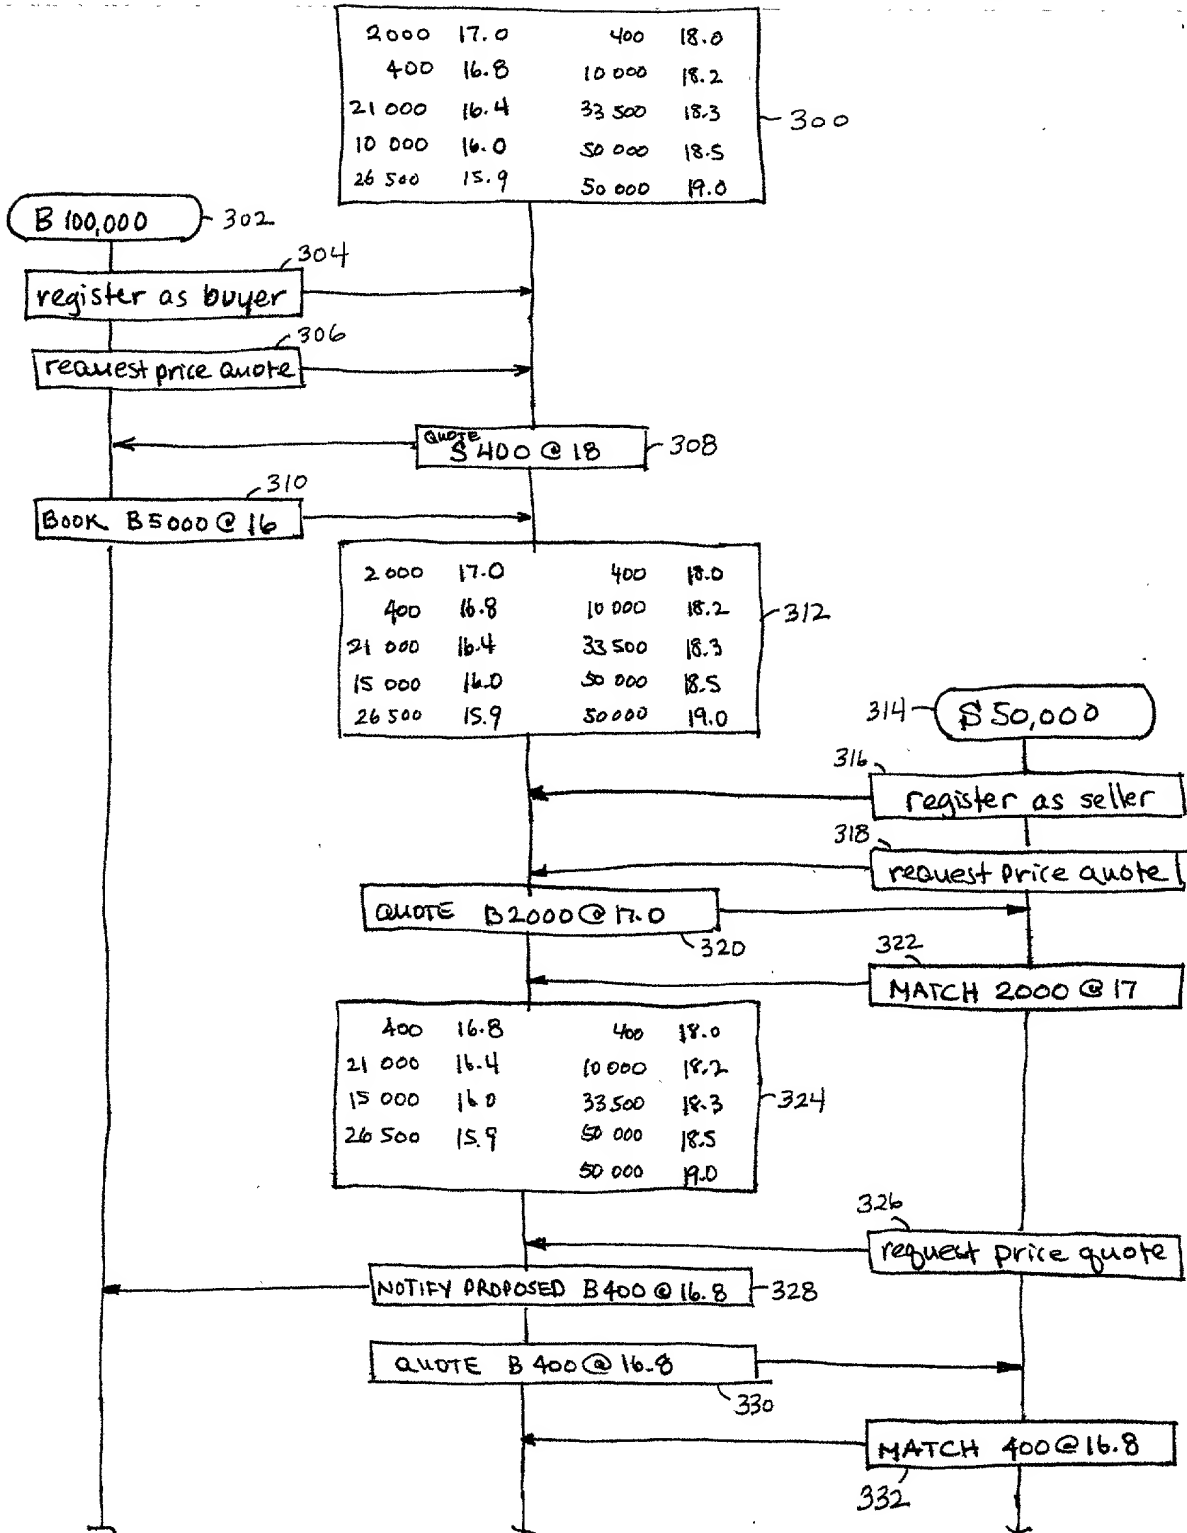 2000 17.0 400 18.0
400 16.8 10 000 18.2
21 000 16.4 33 500 18.3
300
10 000 16.0 50 000 18.5
26 500 15.9 50 000 19.0
B 100,000
302
304
register as buyer
306
request price quote
QUOTE
S 400 @ 18
308
310
BOOK B5000 @ 16
2000 17.0 400 18.0
400 16.8 10 000 18.2
312
21 000 16.4 33 500 18.3
15 000 16.0 50 000 18.5
26 500 15.9 50000 19.0
314
S 50,000
316
register as seller
318
request price quote
QUOTE B2000 @ 17.0
320
322
MATCH 2000 @ 17
400 16.8 400 18.0
21 000 16.4 10 000 18.2
15 000 16.0 33500 18.3
324
26 500 15.9 50 000 18.5
50 000 19.0
326
request price quote
NOTIFY PROPOSED B400 @ 16.8
328
QUOTE B 400 @ 16.8
330
MATCH 400 @ 16.8
332